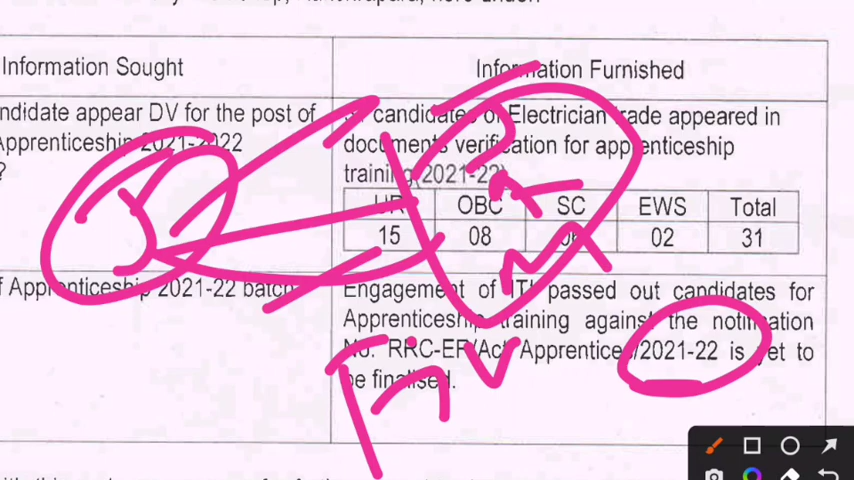 Information Sought
Information Furnished
ndidate appear DV for the post of
Apprenticeship 2021-2022
?
candidates of Electrician trade appeared in
documents verification for apprenticeship
training (2021-22)
UR OBC SC EWS Total
15 08 06 02 31
f Apprenticeship 2021-22 batch
Engagement of ITI passed out candidates for
Apprenticeship training against the notification
No. RRC-ER/Act Apprentices/2021-22 is yet to
be finalised.